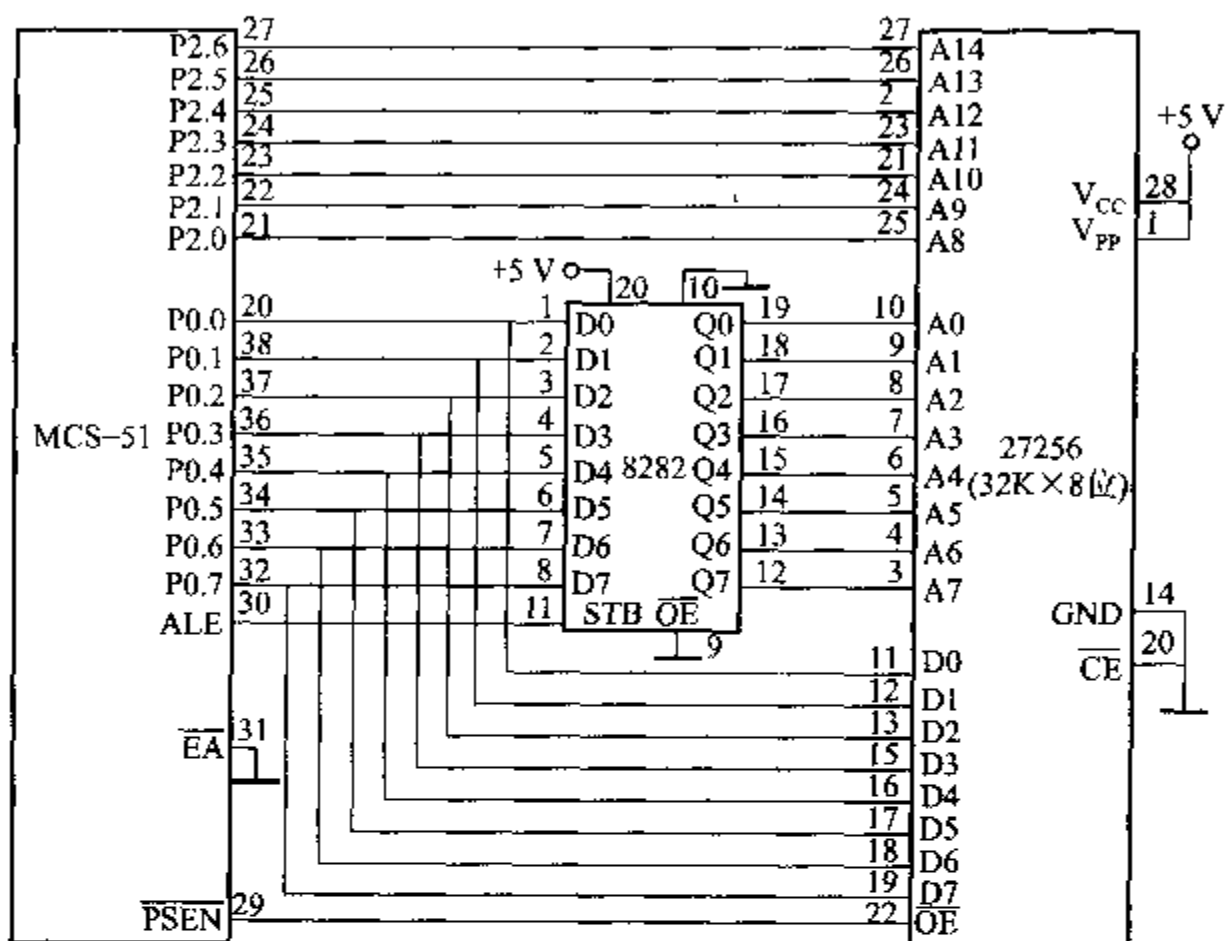 MCS-51
P2.6 27
P2.5 26
P2.4 25
P2.3 24
P2.2 23
P2.1 22
P2.0 21
P0.0 20
P0.1 38
P0.2 37
P0.3 36
P0.4 35
P0.5 34
P0.6 33
P0.7 32
ALE 30
EA 31
PSEN 29
+5 V
20
10
1 D0 Q0 19
2 D1 Q1 18
3 D2 Q2 17
4 D3 Q3 16
5 D4 8282 Q4 15
6 D5 Q5 14
7 D6 Q6 13
8 D7 Q7 12
11 STB OE
9
27 A14
26 A13
2 A12
23 A11
21 A10
24 A9
25 A8
10 A0
9 A1
8 A2
7 A3
6 A4
5 A5
4 A6
3 A7
11 D0
12 D1
13 D2
15 D3
16 D4
17 D5
18 D6
19 D7
22 OE
27256
(32K×8位)
+5 V
VCC 28
VPP 1
GND 14
CE 20